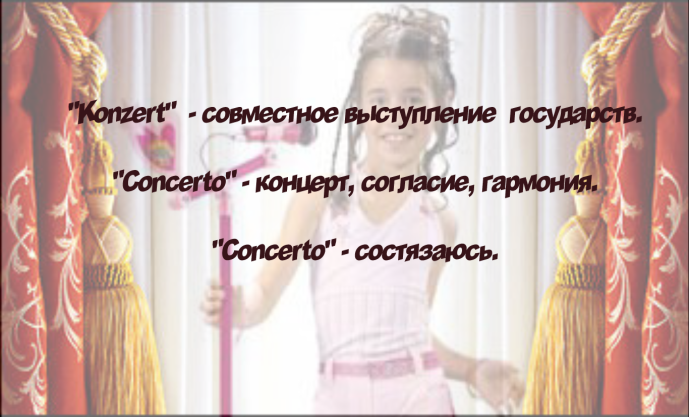 "Konzert" - совместное выступление государств.
"Concerto" - концерт, согласие, гармония.
"Concerto" - состязаюсь.